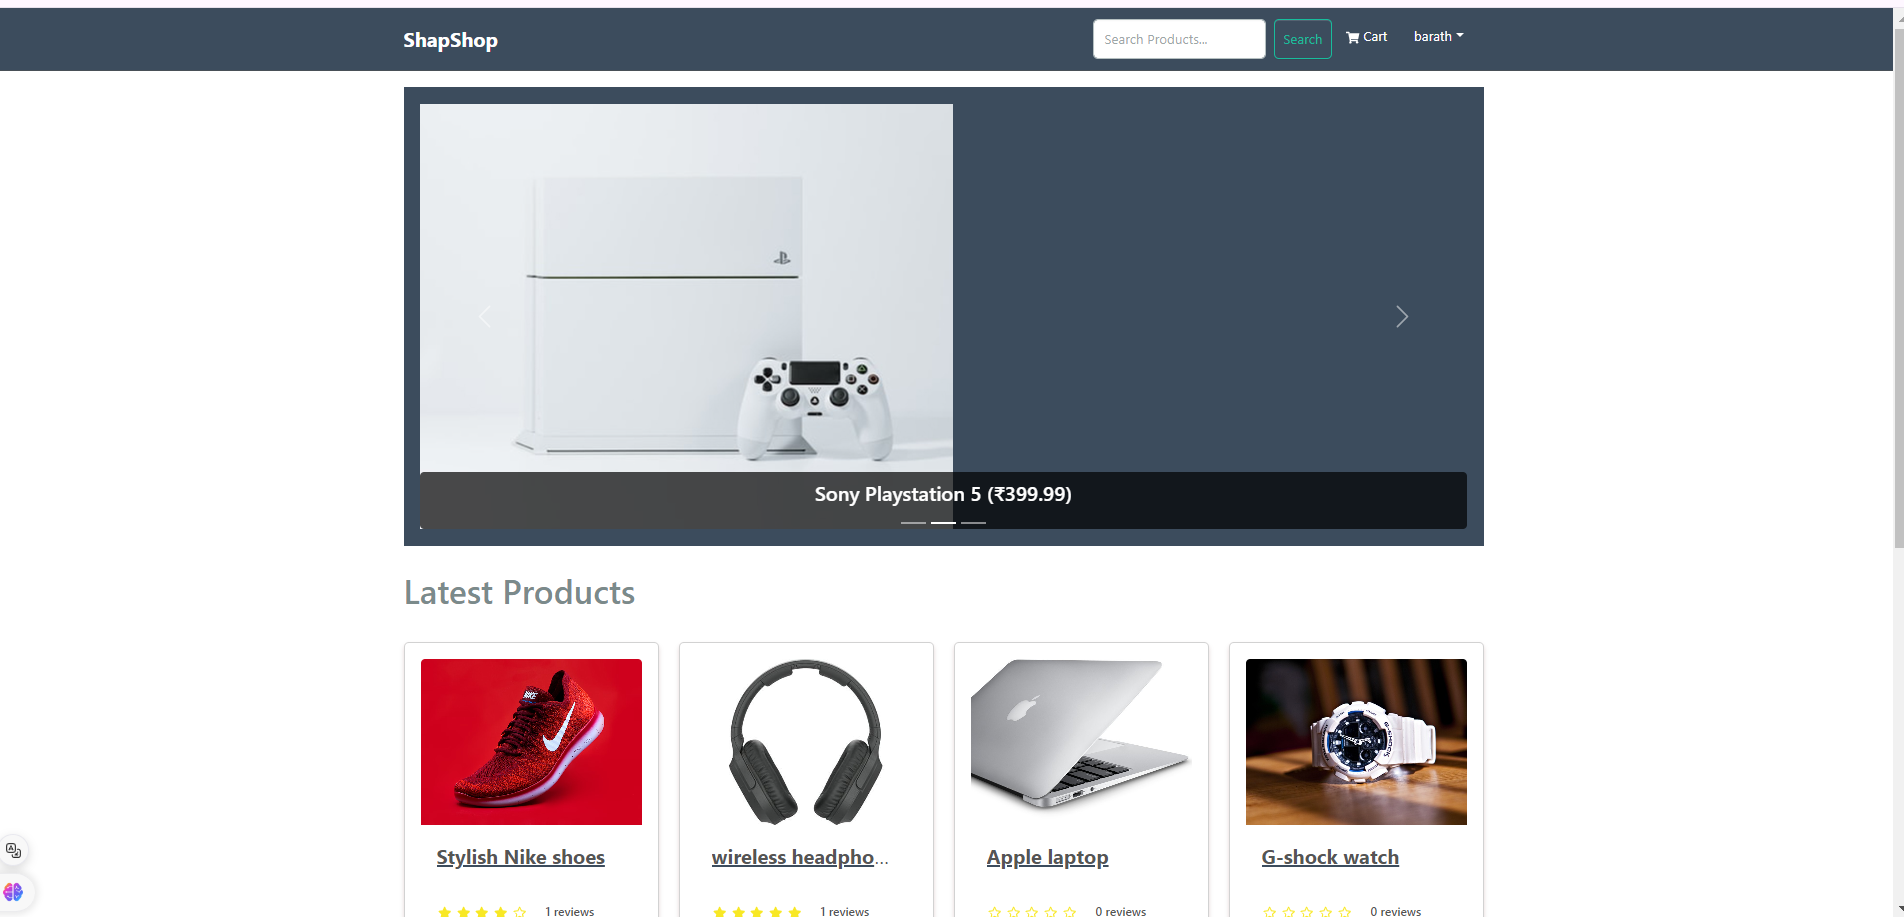 ShapShop
Search Products...
Search
Cart
barath
Sony Playstation 5 (₹399.99)
Latest Products
NIKE
Stylish Nike shoes
wireless headpho...
Apple laptop
G-shock watch
1 reviews
1 reviews
0 reviews
0 reviews